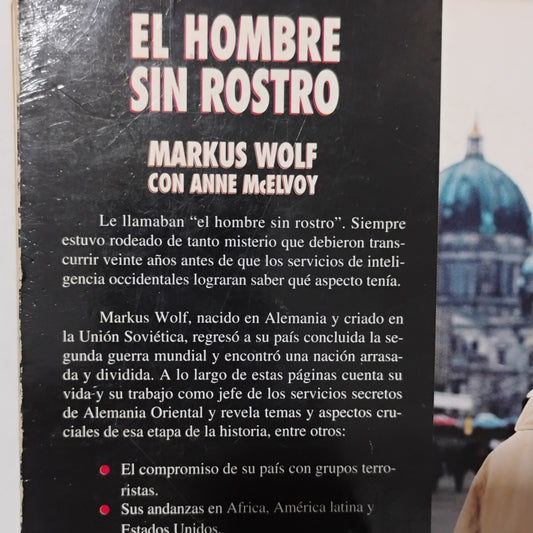 EL HOMBRE
SIN ROSTRO
MARKUS WOLF
CON ANNE McELVOY
Le llamaban “el hombre sin rostro”. Siempre
estuvo rodeado de tanto misterio que debieron trans-
currir veinte años antes de que los servicios de inteli-
gencia occidentales lograran saber qué aspecto tenía.
Markus Wolf, nacido en Alemania y criado en
la Unión Soviética, regresó a su país concluida la se-
gunda guerra mundial y encontró una nación arrasa-
da y dividida. A lo largo de estas páginas cuenta su
vida y su trabajo como jefe de los servicios secretos
de Alemania Oriental y revela temas y aspectos cru-
ciales de esa etapa de la historia, entre otros:
● El compromiso de su país con grupos terro-
ristas.
● Sus andanzas en Africa, América latina y
Estados Unidos.